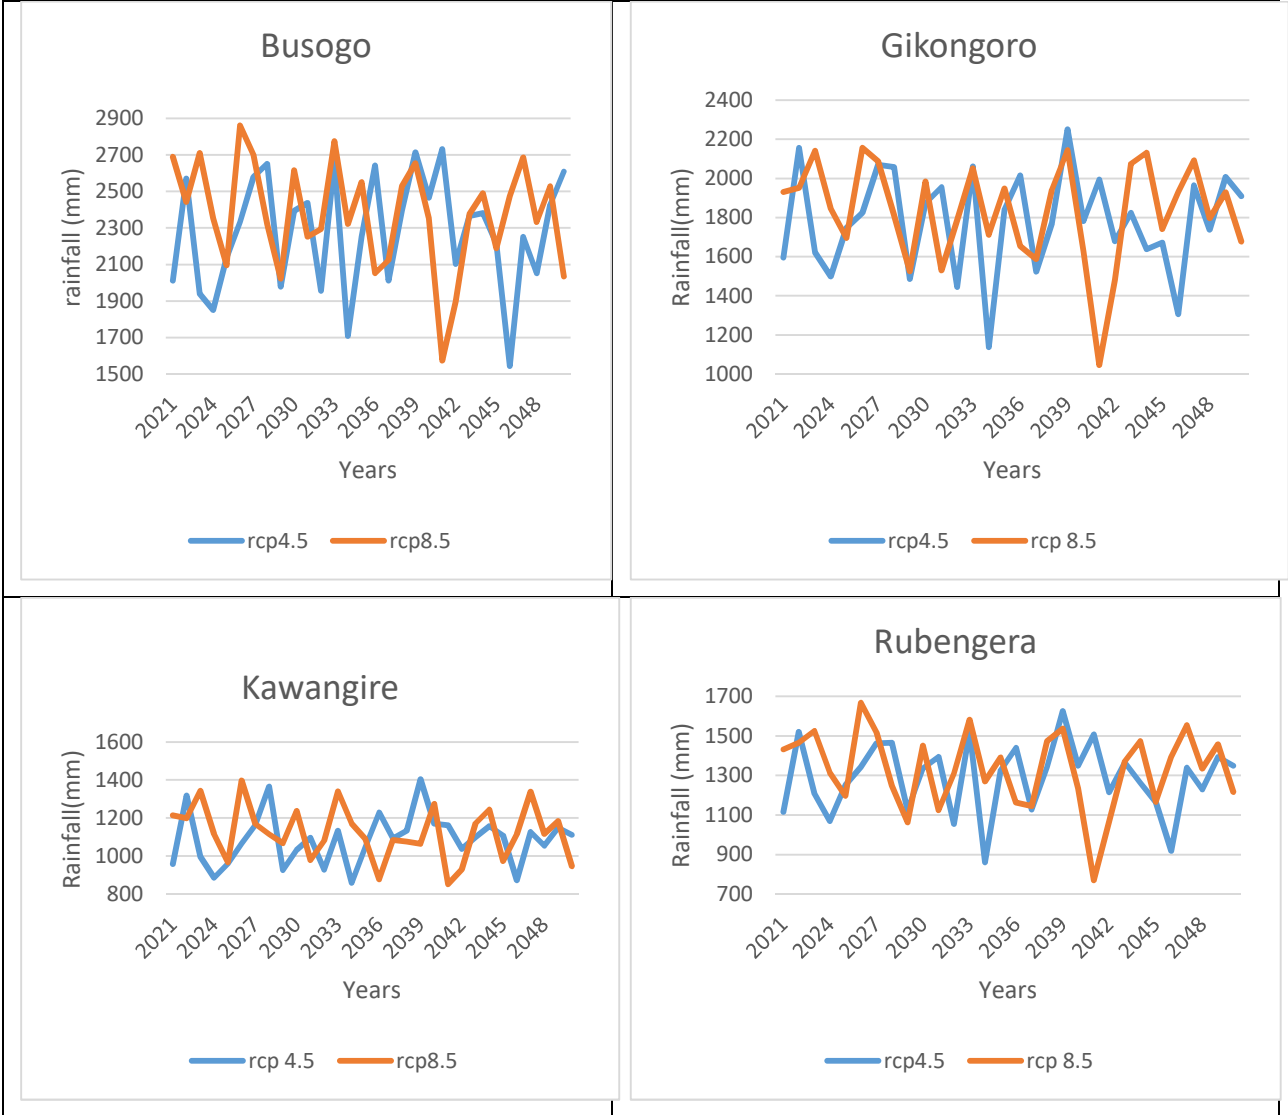 Busogo
rainfall (mm)
2900
2700
2500
2300
2100
1900
1700
1500
2021 2024 2027 2030 2033 2036 2039 2042 2045 2048
Years
rcp4.5 rcp8.5
Gikongoro
Rainfall(mm)
2400
2200
2000
1800
1600
1400
1200
1000
2021 2024 2027 2030 2033 2036 2039 2042 2045 2048
Years
rcp4.5 rcp 8.5
Kawangire
Rainfall(mm)
1600
1400
1200
1000
800
2021 2024 2027 2030 2033 2036 2039 2042 2045 2048
Years
rcp 4.5 rcp8.5
Rubengera
Rainfall (mm)
1700
1500
1300
1100
900
700
2021 2024 2027 2030 2033 2036 2039 2042 2045 2048
Years
rcp4.5 rcp 8.5